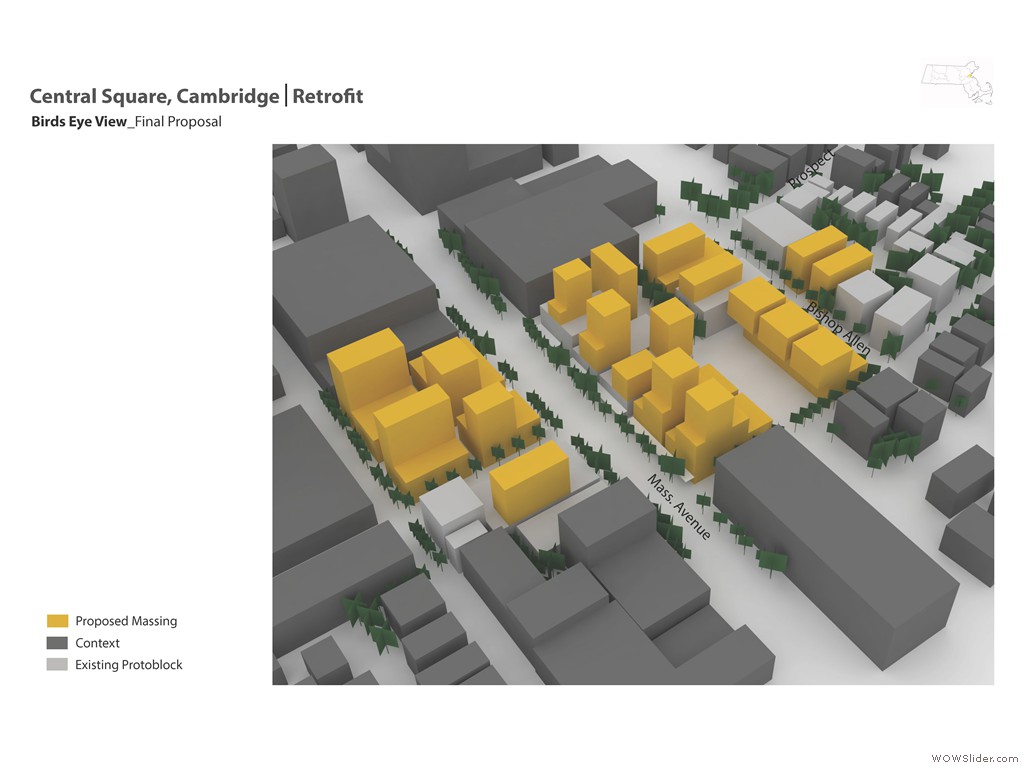 Central Square, Cambridge | Retrofit
Birds Eye View_Final Proposal
Prospect
Bishop Allen
Mass. Avenue
Proposed Massing
Context
Existing Protoblock
WOWSlider.com